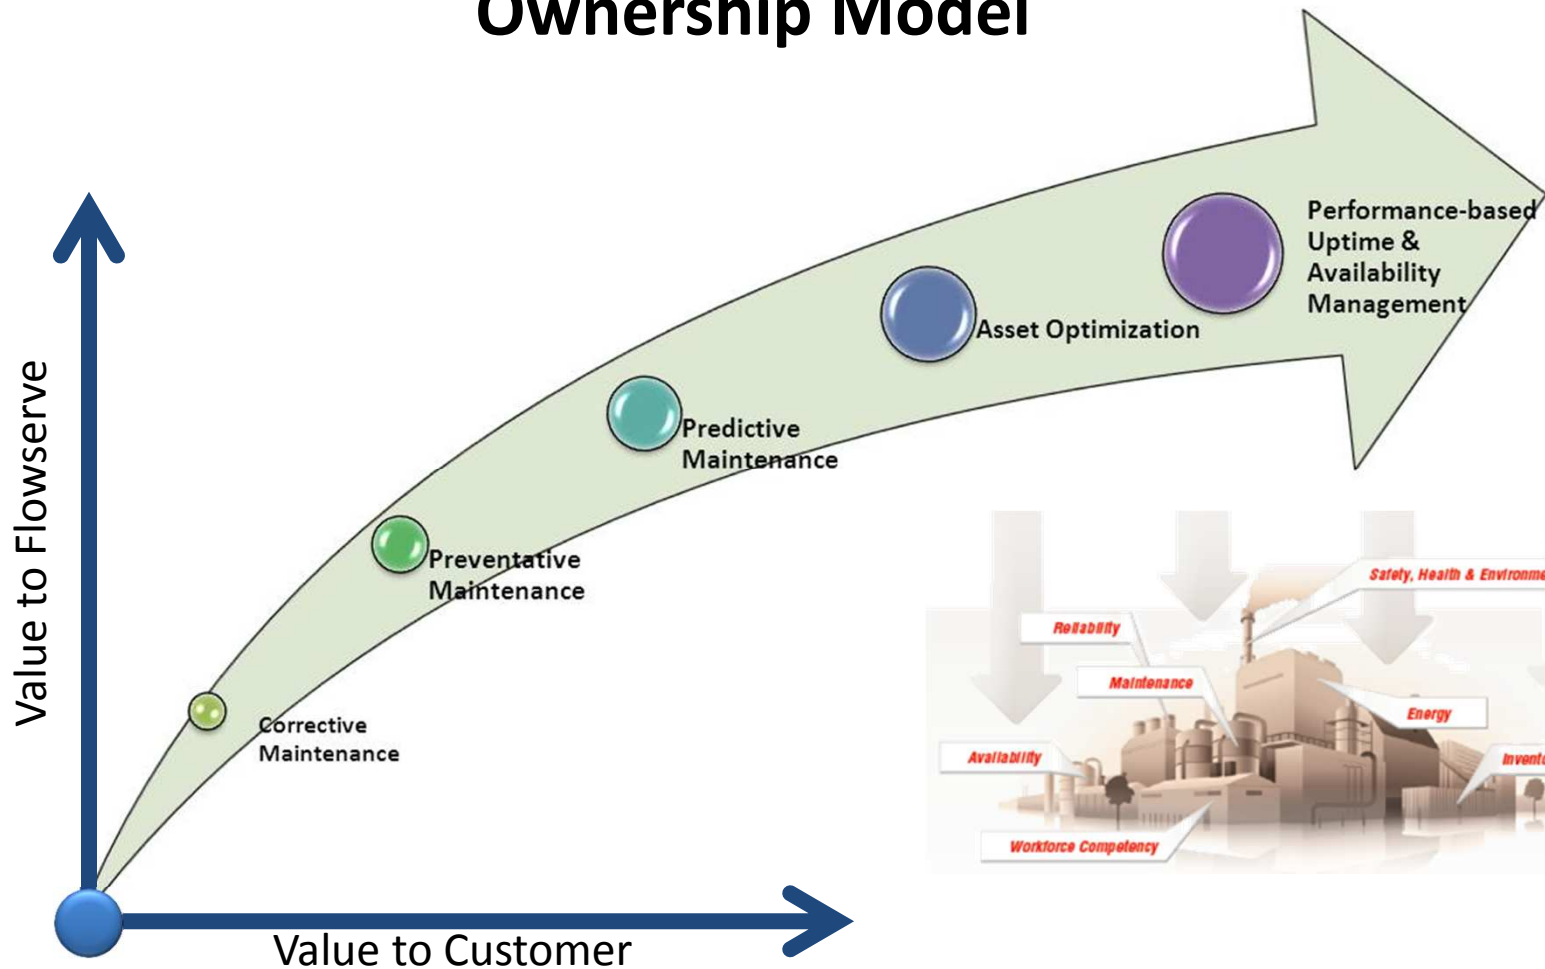 Ownership Model
Performance-based
Uptime &
Availability
Management
Asset Optimization
Predictive
Maintenance
Preventative
Maintenance
Corrective
Maintenance
Value to Flowserve
Value to Customer
Safety, Health &
Reliability
Maintenance
Energy
Availability
Workforce Competency